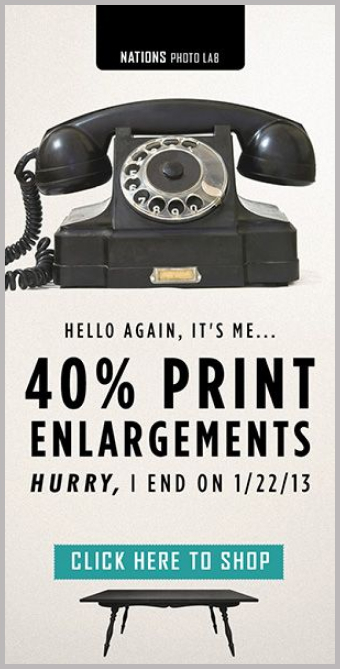 NATIONS PHOTO LAB
HELLO AGAIN, IT'S ME...
40% PRINT
ENLARGEMENTS
HURRY, I END ON 1/22/13
CLICK HERE TO SHOP